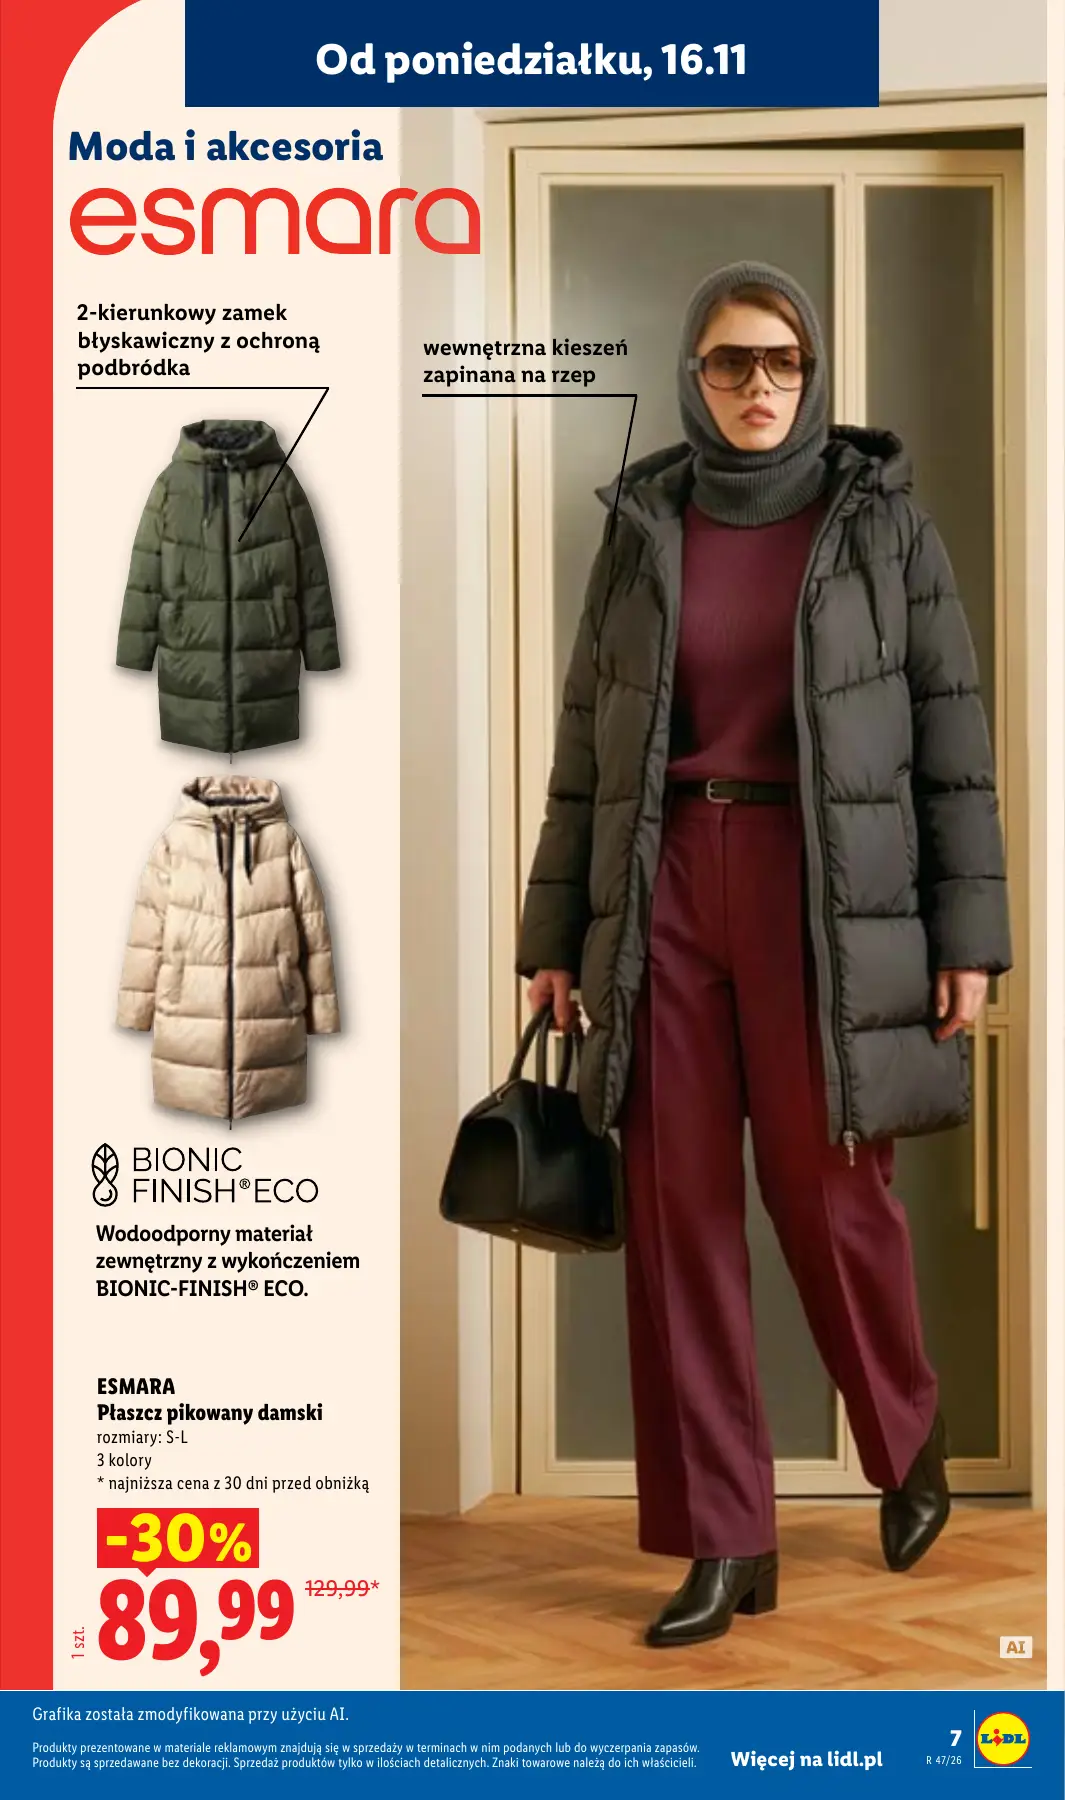 Od poniedziałku, 16.11
Moda i akcesoria
esmara
2-kierunkowy zamek
błyskawiczny z ochroną
podbródka
wewnętrzna kieszeń
zapinana na rzep
BIONIC
FINISH®ECO
Wodoodporny materiał
zewnętrzny z wykończeniem
BIONIC-FINISH® ECO.
ESMARA
Płaszcz pikowany damski
rozmiary: S-L
3 kolory
* najniższa cena z 30 dni przed obniżką
-30%
129,99*
89,99
1 szt.
AI
Grafika została zmodyfikowana przy użyciu AI.
Produkty prezentowane w materiale reklamowym znajdują się w sprzedaży w terminach w nim podanych lub do wyczerpania zapasów.
Produkty są sprzedawane bez dekoracji. Sprzedaż produktów tylko w ilościach detalicznych. Znaki towarowe należą do ich właścicieli.
Więcej na lidl.pl
7
R 47/26
LIDL